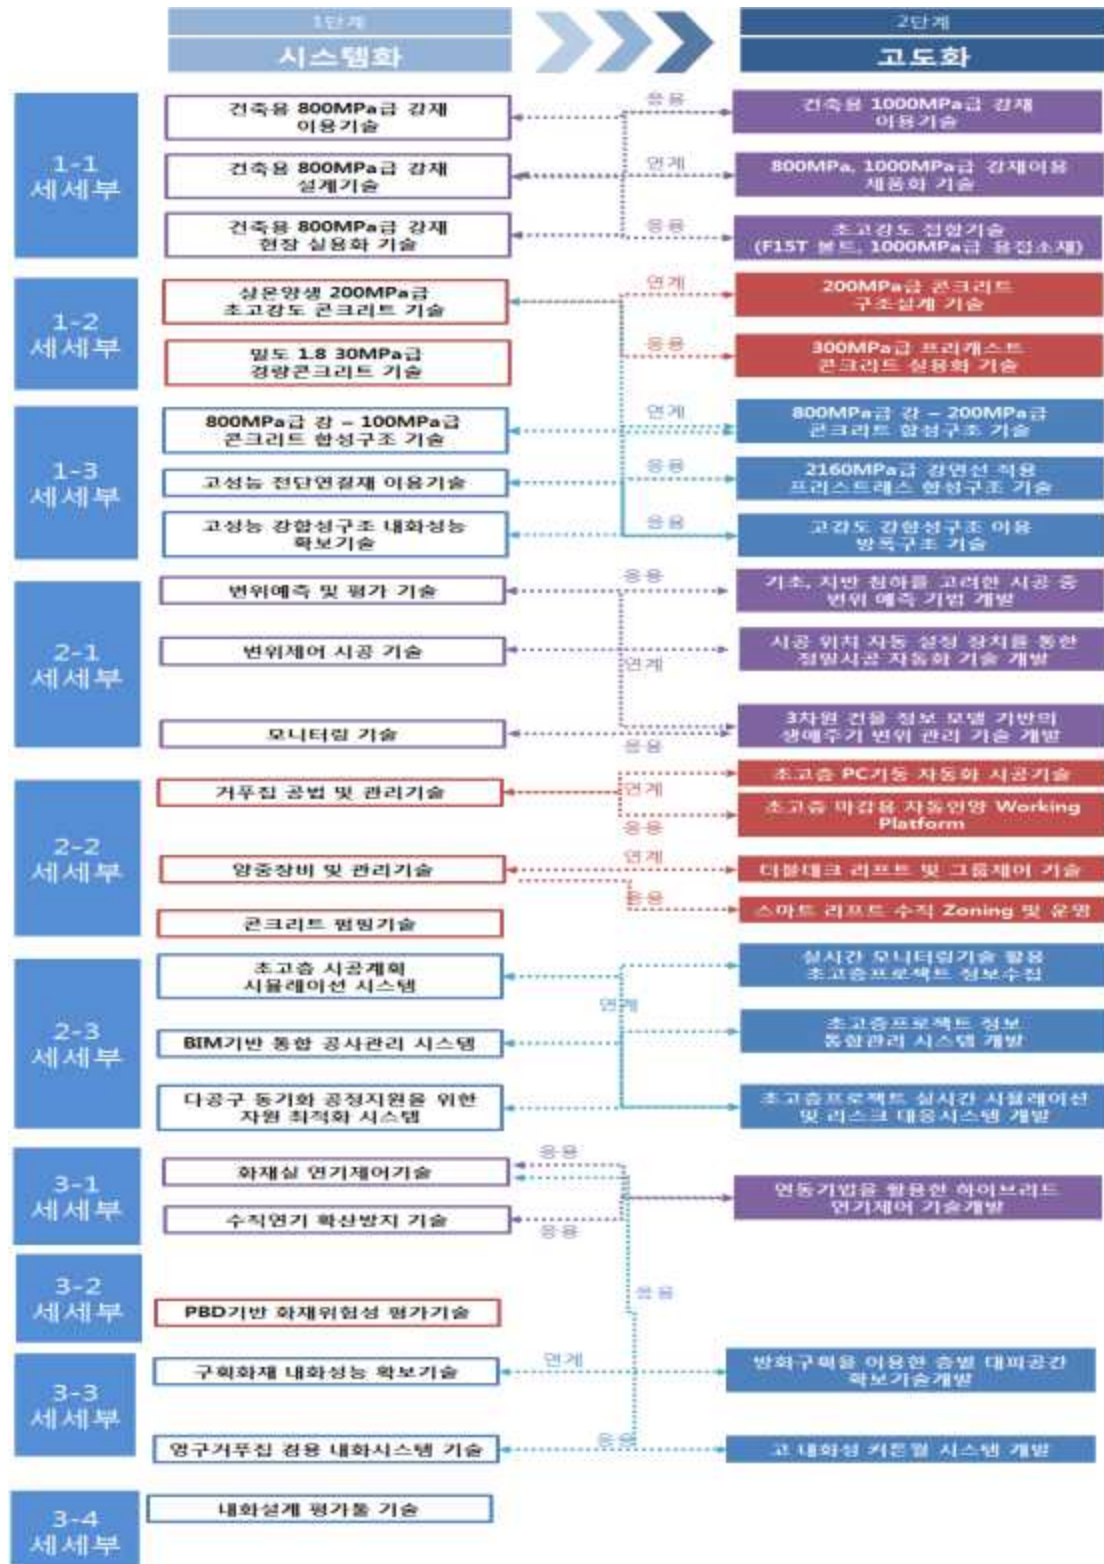 1단계
2단계
시스템화
고도화
1-1
세세부
건축용 800MPa급 강재
이용기술
응용
건축용 1000MPa급 강재
이용기술
건축용 800MPa급 강재
설계기술
연계
800MPa, 1000MPa급 강재이용
제품화 기술
건축용 800MPa급 강재
현장 실용화 기술
응용
초고강도 접합기술
(F15T 볼트, 1000MPa급 용접소재)
1-2
세세부
상온양생 200MPa급
초고강도 콘크리트 기술
연계
200MPa급 콘크리트
구조설계 기술
밀도 1.8 30MPa급
경량콘크리트 기술
응용
300MPa급 프리캐스트
콘크리트 실용화 기술
1-3
세세부
800MPa급 강 – 100MPa급
콘크리트 합성구조 기술
연계
800MPa급 강 – 200MPa급
콘크리트 합성구조 기술
고성능 전단연결재 이용기술
응용
2160MPa급 강연선 적용
프리스트레스 합성구조 기술
고성능 강합성구조 내화성능
확보기술
응용
고강도 강합성구조 이용
방폭구조 기술
2-1
세세부
변위예측 및 평가 기술
응용
기초, 지반 침하를 고려한 시공 중
변위 예측 기법 개발
변위제어 시공 기술
연계
시공 위치 자동 설정 장치를 통한
정밀시공 자동화 기술 개발
모니터링 기술
응용
3차원 건물 정보 모델 기반의
생애주기 변위 관리 기술 개발
2-2
세세부
거푸집 공법 및 관리기술
연계
초고층 PC기둥 자동화 시공기술
응용
초고층 마감용 자동인양 Working
Platform
양중장비 및 관리기술
연계
더블데크 리프트 및 그룹제어 기술
응용
스마트 리프트 수직 Zoning 및 운영
콘크리트 펌핑기술
2-3
세세부
초고층 시공계획
시뮬레이션 시스템
연계
실시간 모니터링기술 활용
초고층프로젝트 정보수집
BIM기반 통합 공사관리 시스템
초고층프로젝트 정보
통합관리 시스템 개발
다공구 동기화 공정지원을 위한
자원 최적화 시스템
초고층프로젝트 실시간 시뮬레이션
및 리스크 대응시스템 개발
3-1
세세부
화재실 연기제어기술
응용
수직연기 확산방지 기술
응용
연동기법을 활용한 하이브리드
연기제어 기술개발
3-2
세세부
PBD기반 화재위험성 평가기술
응용
3-3
세세부
구획화재 내화성능 확보기술
연계
방화구획을 이용한 층별 대피공간
확보기술개발
영구거푸집 겸용 내화시스템 기술
응용
고 내화성 커튼월 시스템 개발
3-4
세세부
내화설계 평가툴 기술